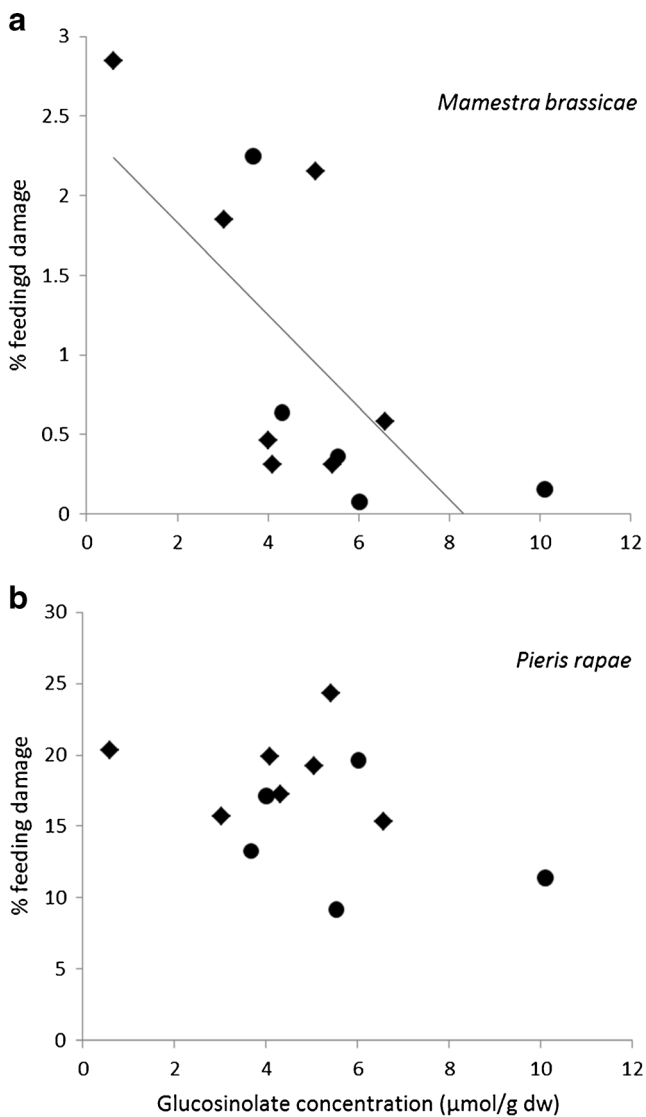 a
Mamestra brassicae
% feedingd damage
3
2.5
2
1.5
1
0.5
0
0 2 4 6 8 10 12
b
Pieris rapae
% feeding damage
30
25
20
15
10
5
0
0 2 4 6 8 10 12
Glucosinolate concentration (μmol/g dw)